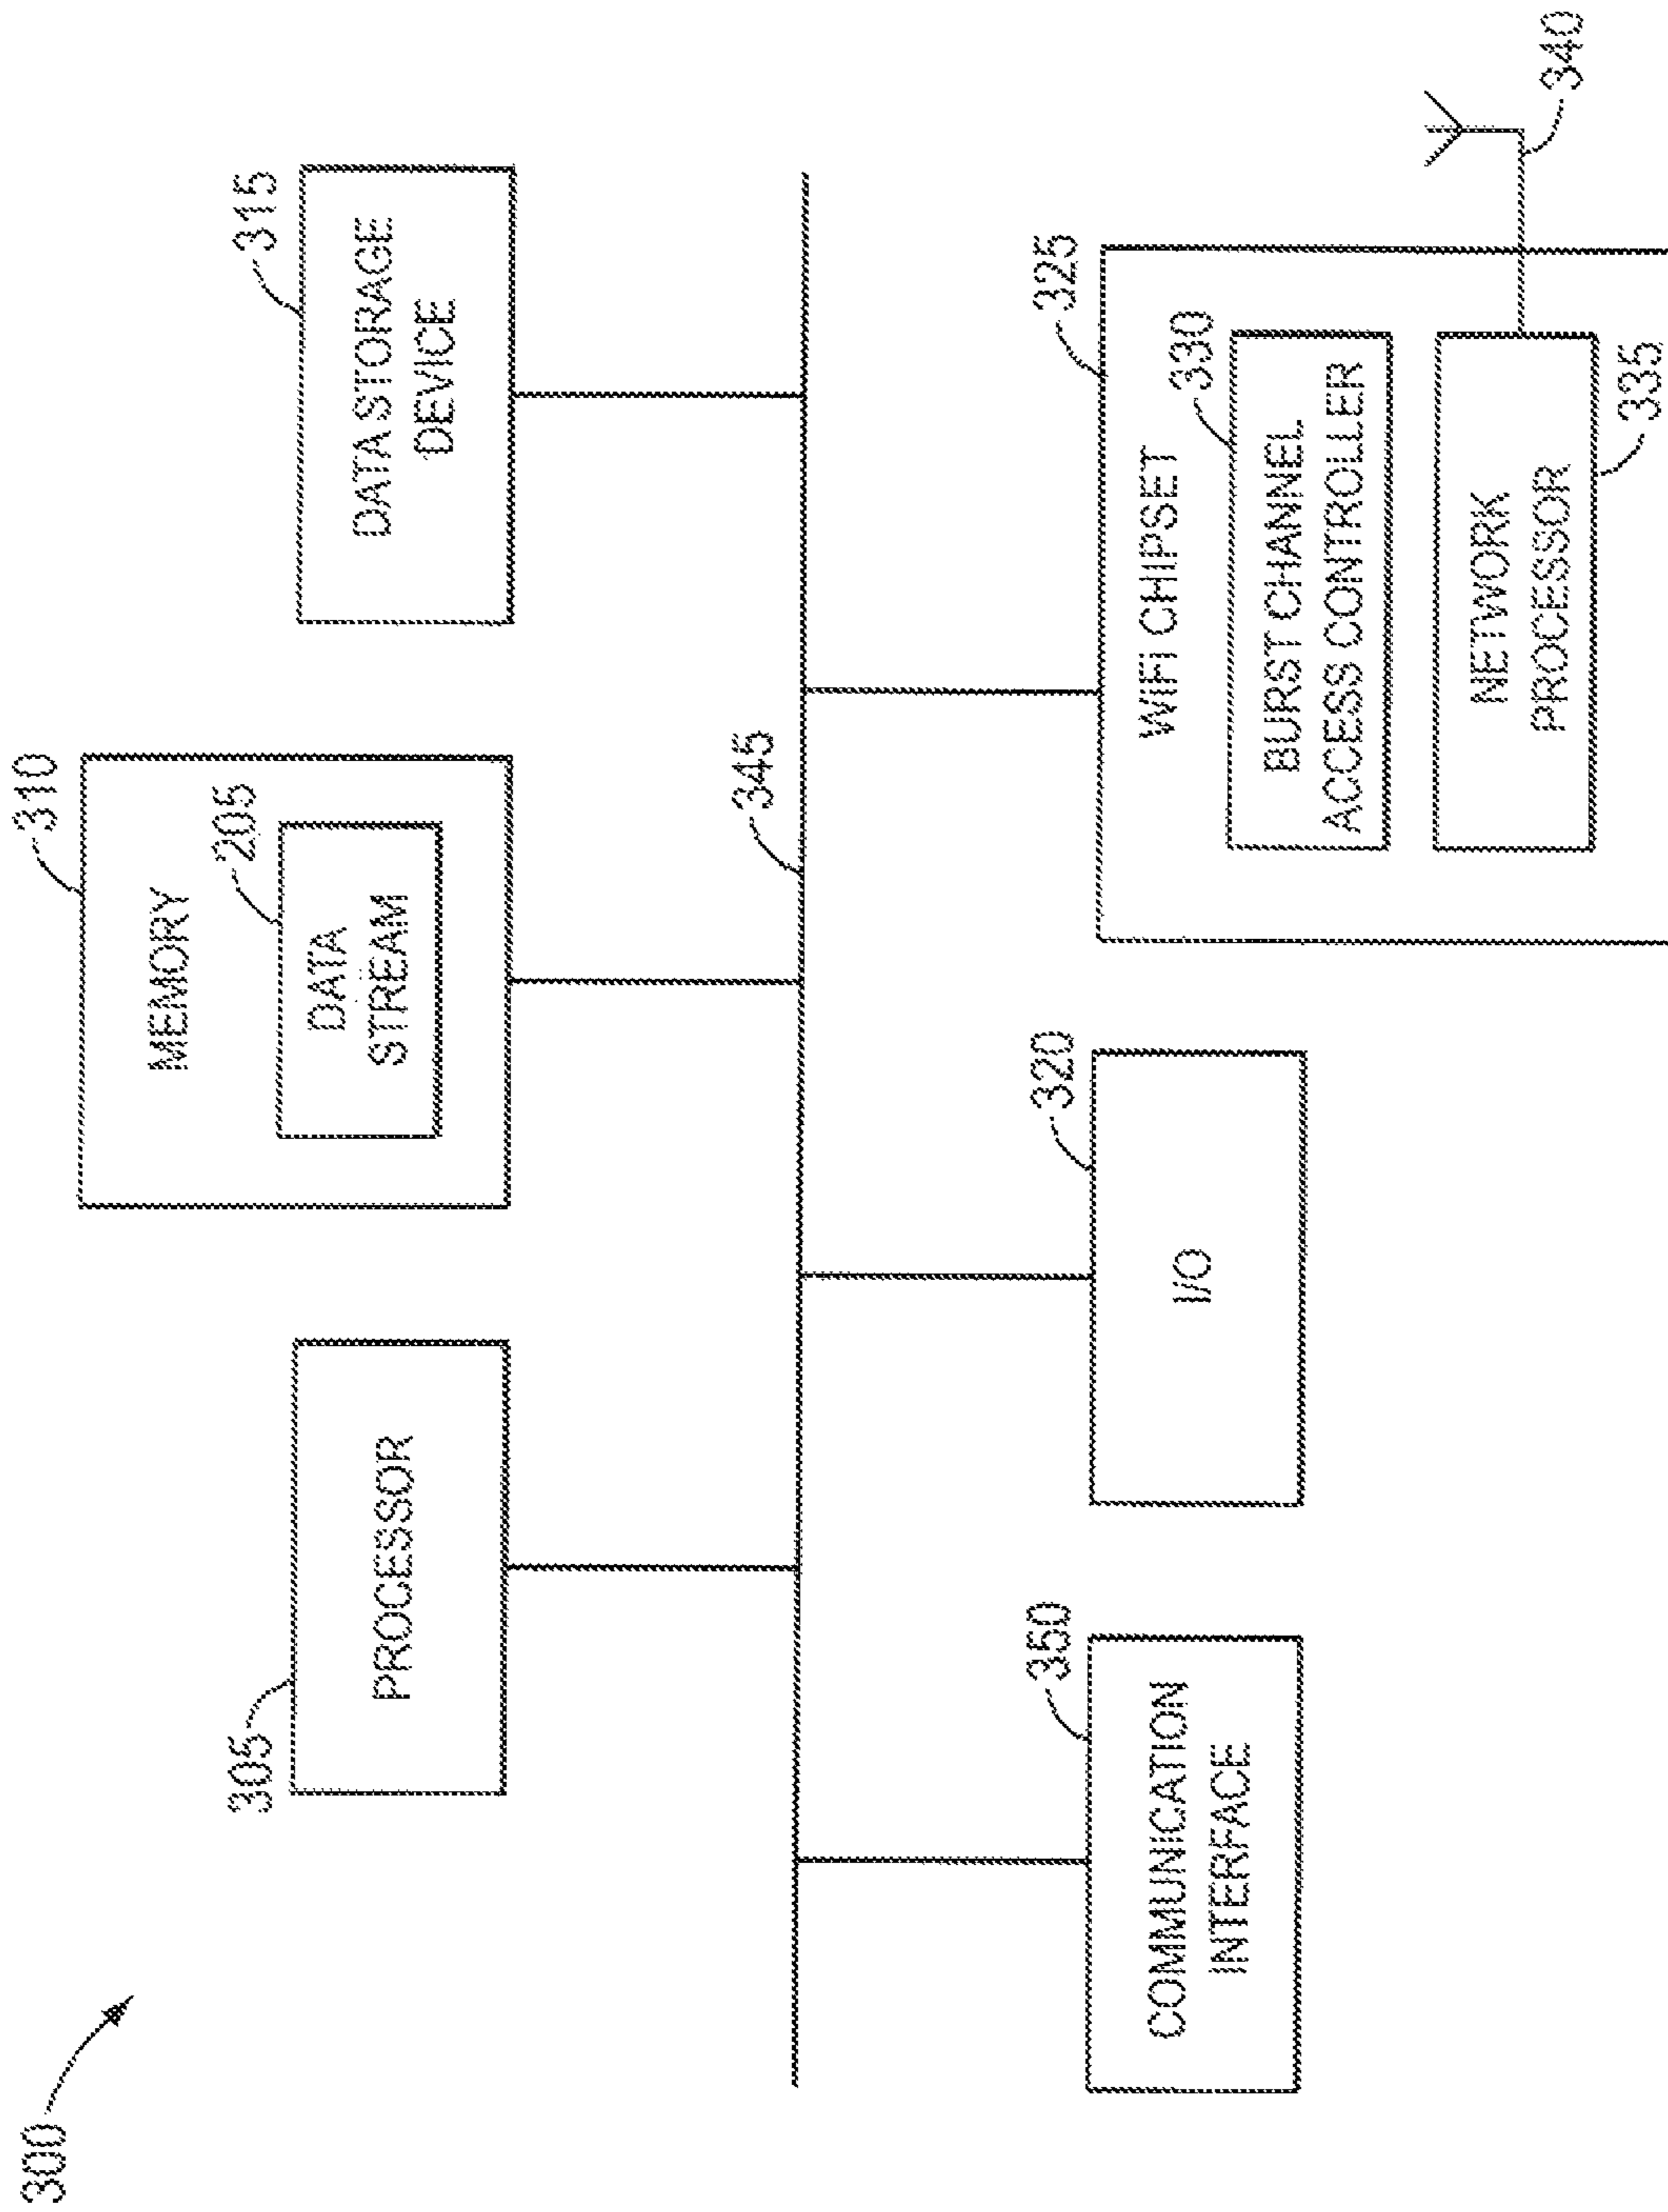 300
305
PROCESSOR
310
MEMORY
205
DATA
STREAM
315
DATA STORAGE
DEVICE
345
350
COMMUNICATION
INTERFACE
320
I/O
325
WiFi CHIPSET
330
BURST CHANNEL
ACCESS CONTROLLER
NETWORK
PROCESSOR
335
340